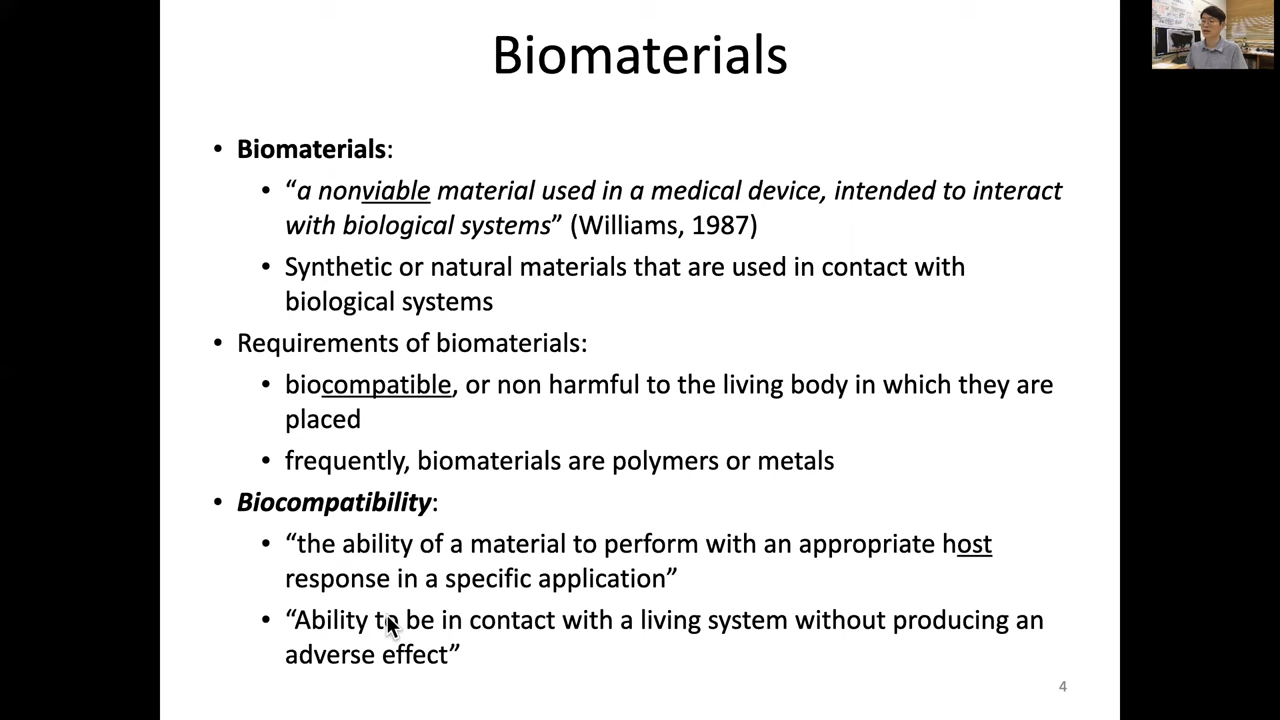 Biomaterials
• Biomaterials:
• “a nonviable material used in a medical device, intended to interact
with biological systems” (Williams, 1987)
• Synthetic or natural materials that are used in contact with
biological systems
• Requirements of biomaterials:
• biocompatible, or non harmful to the living body in which they are
placed
• frequently, biomaterials are polymers or metals
• Biocompatibility:
• “the ability of a material to perform with an appropriate host
response in a specific application”
• “Ability to be in contact with a living system without producing an
adverse effect”
4